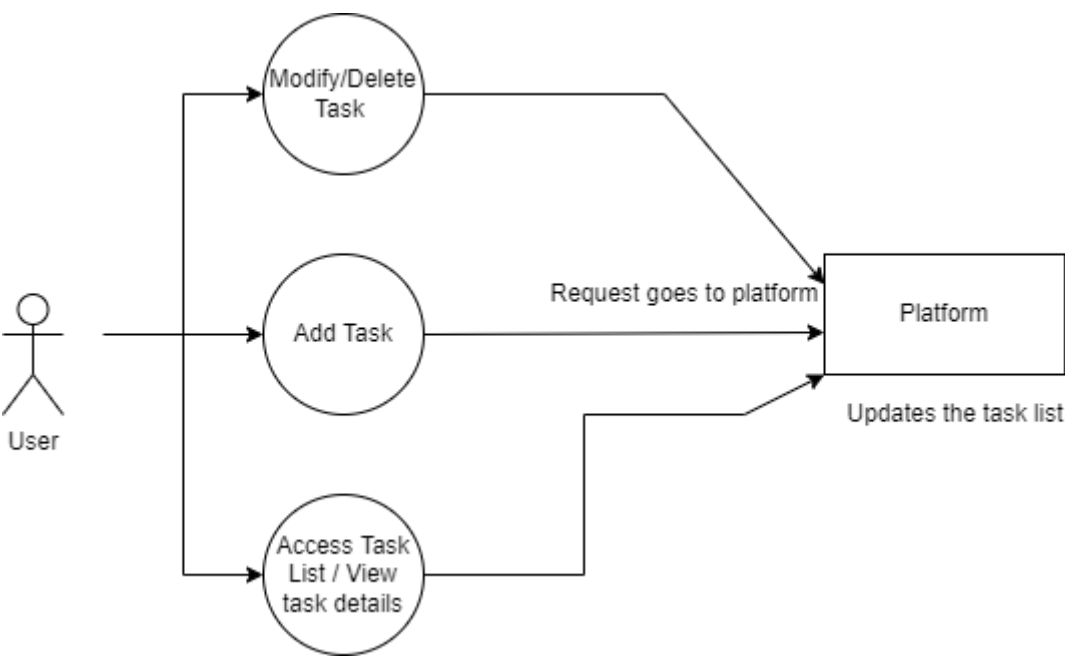 Modify/Delete
Task
Request goes to platform
Platform
Add Task
Updates the task list
User
Access Task
List / View
task details